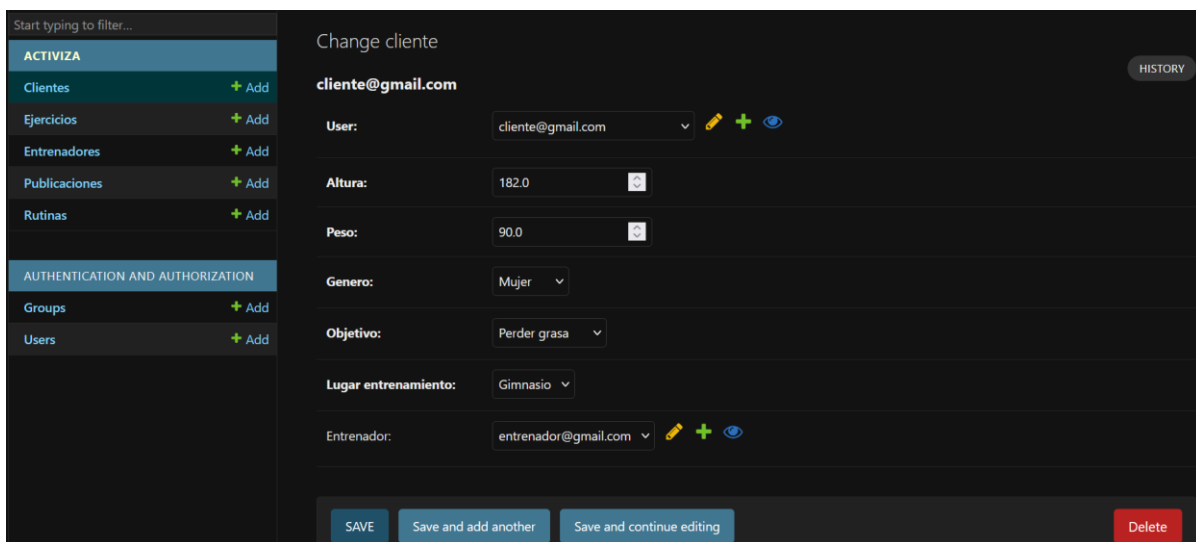 Start typing to filter...
ACTIVIZA
Clientes + Add
Ejercicios + Add
Entrenadores + Add
Publicaciones + Add
Rutinas + Add
AUTHENTICATION AND AUTHORIZATION
Groups + Add
Users + Add
Change cliente
HISTORY
cliente@gmail.com
User: cliente@gmail.com
Altura: 182.0
Peso: 90.0
Genero: Mujer
Objetivo: Perder grasa
Lugar entrenamiento: Gimnasio
Entrenador: entrenador@gmail.com
SAVE Save and add another Save and continue editing Delete